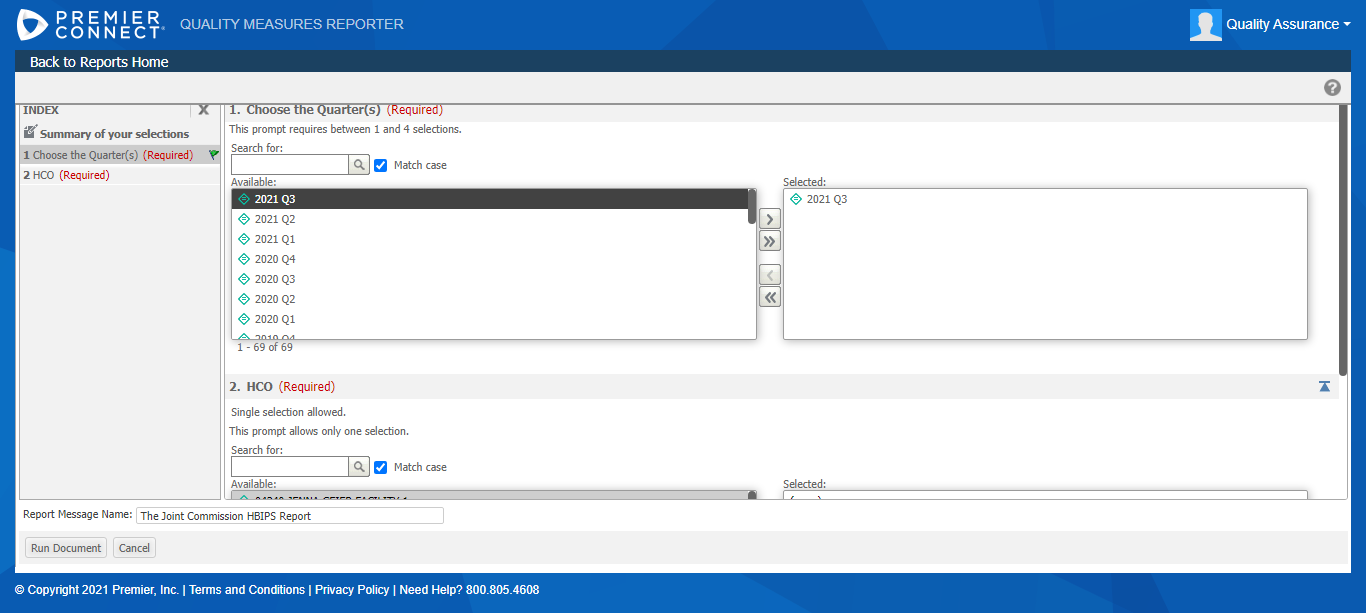 PREMIER
CONNECT
QUALITY MEASURES REPORTER
Quality Assurance
Back to Reports Home
?
INDEX
X
Summary of your selections
1 Choose the Quarter(s) (Required)
2 HCO (Required)
1. Choose the Quarter(s) (Required)
This prompt requires between 1 and 4 selections.
Search for:
Match case
Available:
2021 Q3
2021 Q2
2021 Q1
2020 Q4
2020 Q3
2020 Q2
2020 Q1
2019 Q4
1 - 69 of 69
Selected:
2021 Q3
2. HCO (Required)
Single selection allowed.
This prompt allows only one selection.
Search for:
Match case
Available:
Selected:
Report Message Name: The Joint Commission HBIPS Report
Run Document Cancel
© Copyright 2021 Premier, Inc. | Terms and Conditions | Privacy Policy | Need Help? 800.805.4608